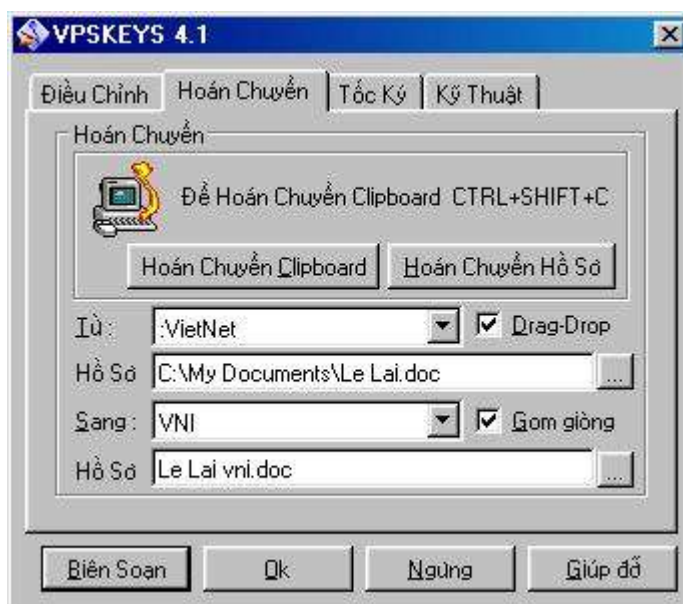 VPSKEYS 4.1
Điều Chỉnh Hoán Chuyển Tốc Ký Kỹ Thuật
Hoán Chuyển
Để Hoán Chuyển Clipboard CTRL+SHIFT+C
Hoán Chuyển Clipboard Hoán Chuyển Hồ Sơ
Từ: :VietNet Drag-Drop
Hồ Sơ C:\My Documents\Le Lai.doc ...
Sang: VNI Gom giòng
Hồ Sơ Le Lai vni.doc ...
Biên Soạn Ok Ngưng Giúp đỡ